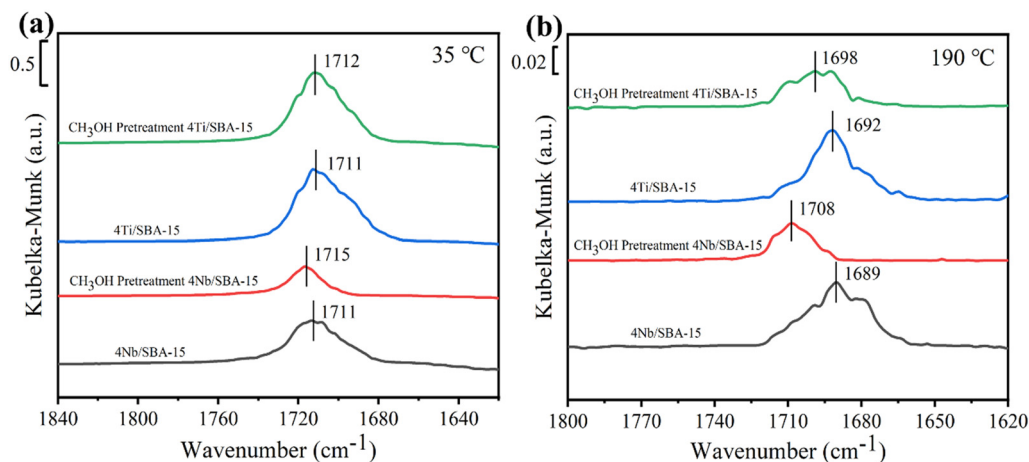 (a)
0.5
35 ℃
1712
CH3OH Pretreatment 4Ti/SBA-15
1711
4Ti/SBA-15
1715
CH3OH Pretreatment 4Nb/SBA-15
1711
4Nb/SBA-15
Kubelka-Munk (a.u.)
1840 1800 1760 1720 1680 1640
Wavenumber (cm-1)
(b)
0.02
190 ℃
1698
CH3OH Pretreatment 4Ti/SBA-15
1692
4Ti/SBA-15
1708
CH3OH Pretreatment 4Nb/SBA-15
1689
4Nb/SBA-15
Kubelka-Munk (a.u.)
1800 1770 1740 1710 1680 1650 1620
Wavenumber (cm-1)